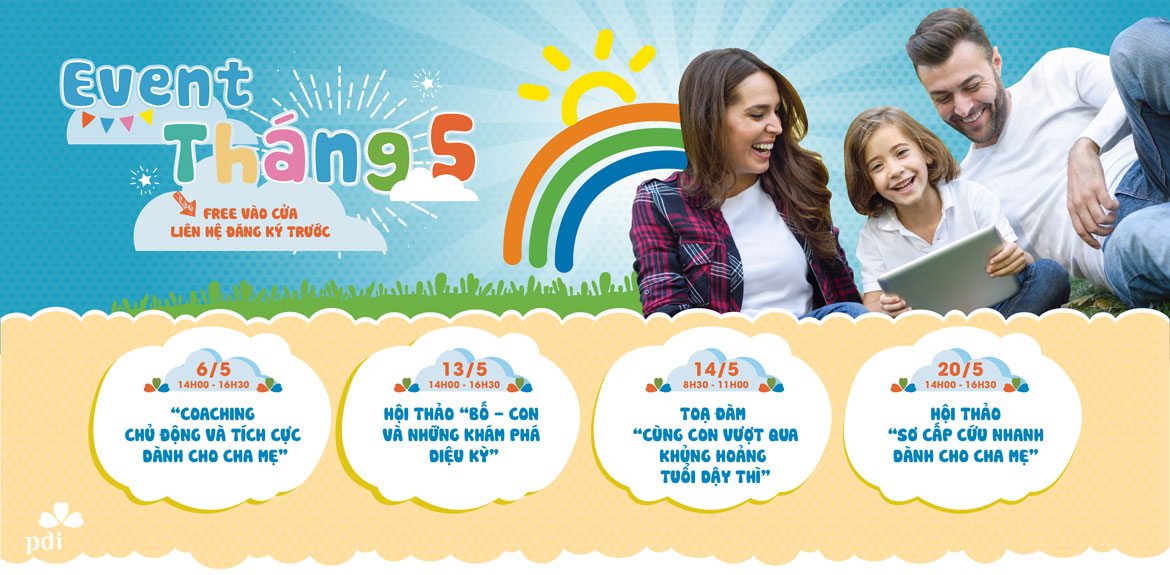 Event
Tháng 5
FREE VÀO CỬA
LIÊN HỆ ĐĂNG KÝ TRƯỚC
6/5
14H00 - 16H30
“COACHING
CHỦ ĐỘNG VÀ TÍCH CỰC
DÀNH CHO CHA MẸ”
13/5
14H00 - 16H30
HỘI THẢO “BỐ – CON
VÀ NHỮNG KHÁM PHÁ
DIỆU KỲ”
14/5
8H30 - 11H00
TOẠ ĐÀM
“CÙNG CON VƯỢT QUA
KHỦNG HOẢNG
TUỔI DẬY THÌ”
20/5
14H00 - 16H30
HỘI THẢO
“SƠ CẤP CỨU NHANH
DÀNH CHO CHA MẸ”
pdi